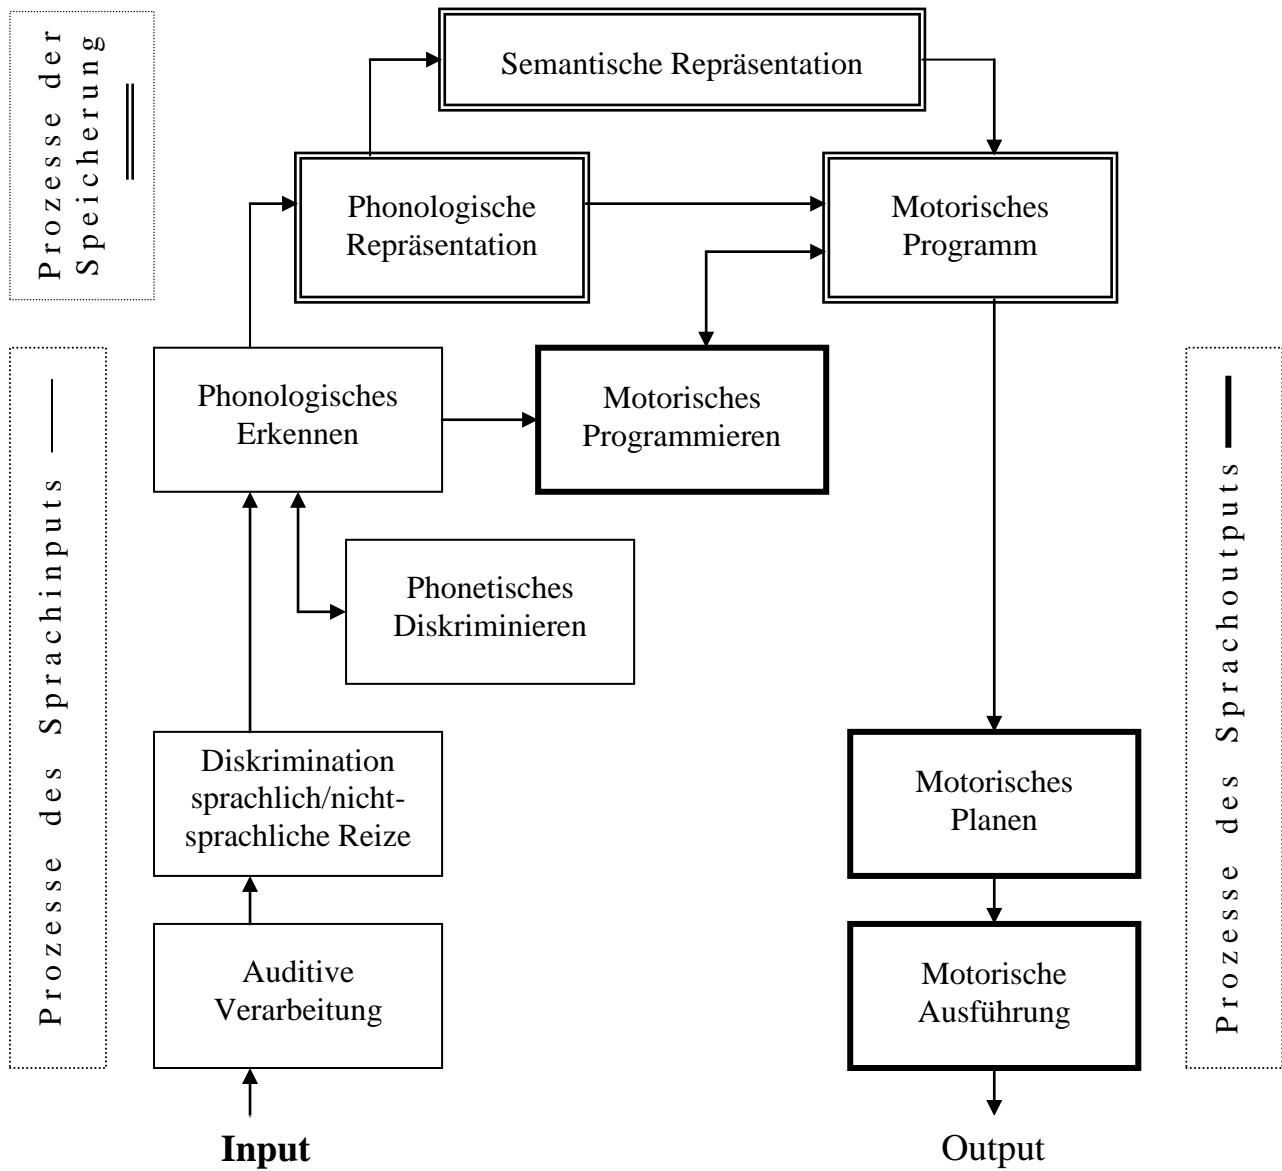 Prozesse der
Speicherung
Semantische Repräsentation
Phonologische
Repräsentation
Motorisches
Programm
Prozesse des Sprachinputs
Phonologisches
Erkennen
Motorisches
Programmieren
Phonetisches
Diskriminieren
Diskrimination
sprachlich/nicht-
sprachliche Reize
Auditive
Verarbeitung
Input
Motorisches
Planen
Motorische
Ausführung
Output
Prozesse des Sprachoutputs